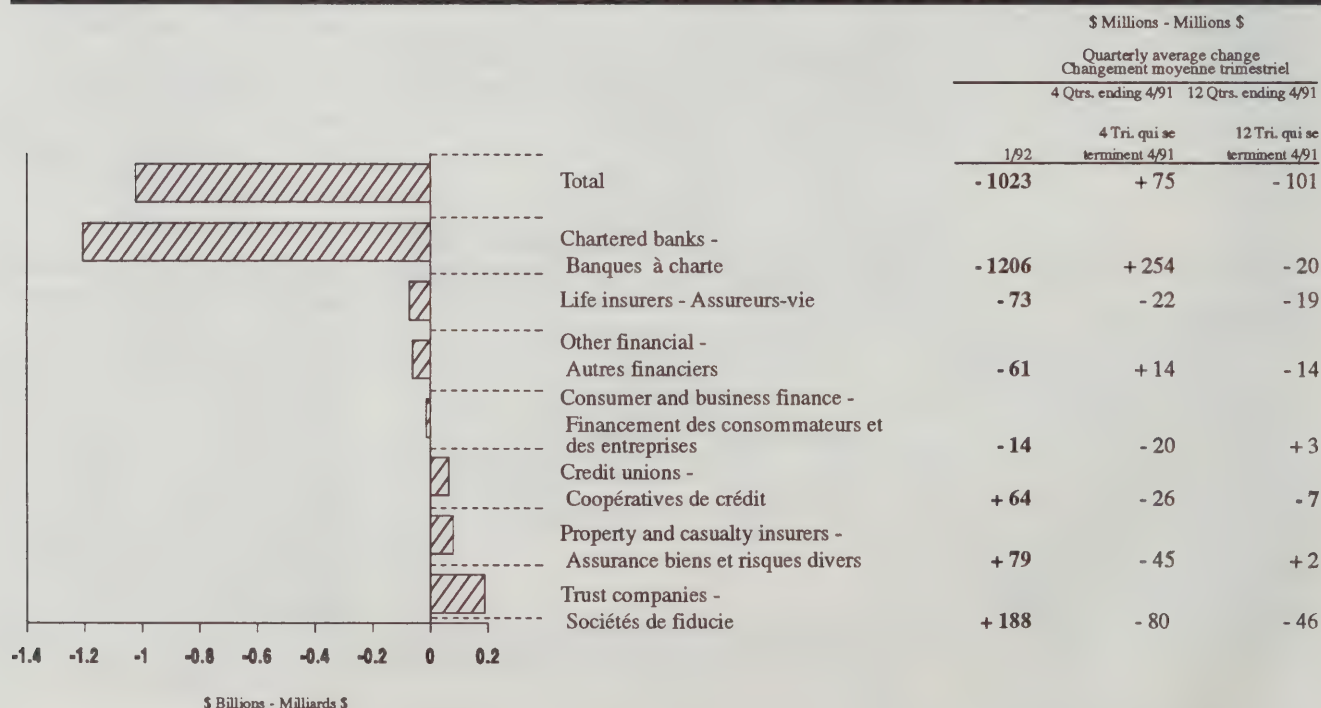 $ Millions - Millions $
Quarterly average change
Changement moyenne trimestriel
4 Qtrs. ending 4/91 12 Qtrs. ending 4/91
4 Tri. qui se 12 Tri. qui se
1/92 terminent 4/91 terminent 4/91
Total - 1023 + 75 - 101
Chartered banks -
Banques à charte - 1206 + 254 - 20
Life insurers - Assureurs-vie - 73 - 22 - 19
Other financial -
Autres financiers - 61 + 14 - 14
Consumer and business finance -
Financement des consommateurs et
des entreprises - 14 - 20 + 3
Credit unions -
Coopératives de crédit + 64 - 26 - 7
Property and casualty insurers -
Assurance biens et risques divers + 79 - 45 + 2
Trust companies -
Sociétés de fiducie + 188 - 80 - 46
-1.4 -1.2 -1 -0.8 -0.6 -0.4 -0.2 0 0.2
$ Billions - Milliards $